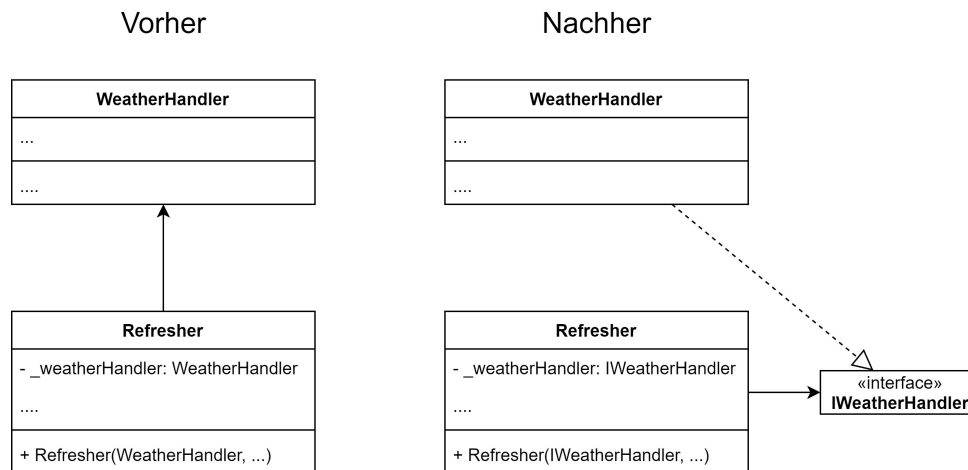 Vorher
WeatherHandler
...
....
Refresher
- _weatherHandler: WeatherHandler
....
+ Refresher(WeatherHandler, ...)
Nachher
WeatherHandler
...
....
Refresher
- _weatherHandler: IWeatherHandler
....
+ Refresher(IWeatherHandler, ...)
«interface»
IWeatherHandler